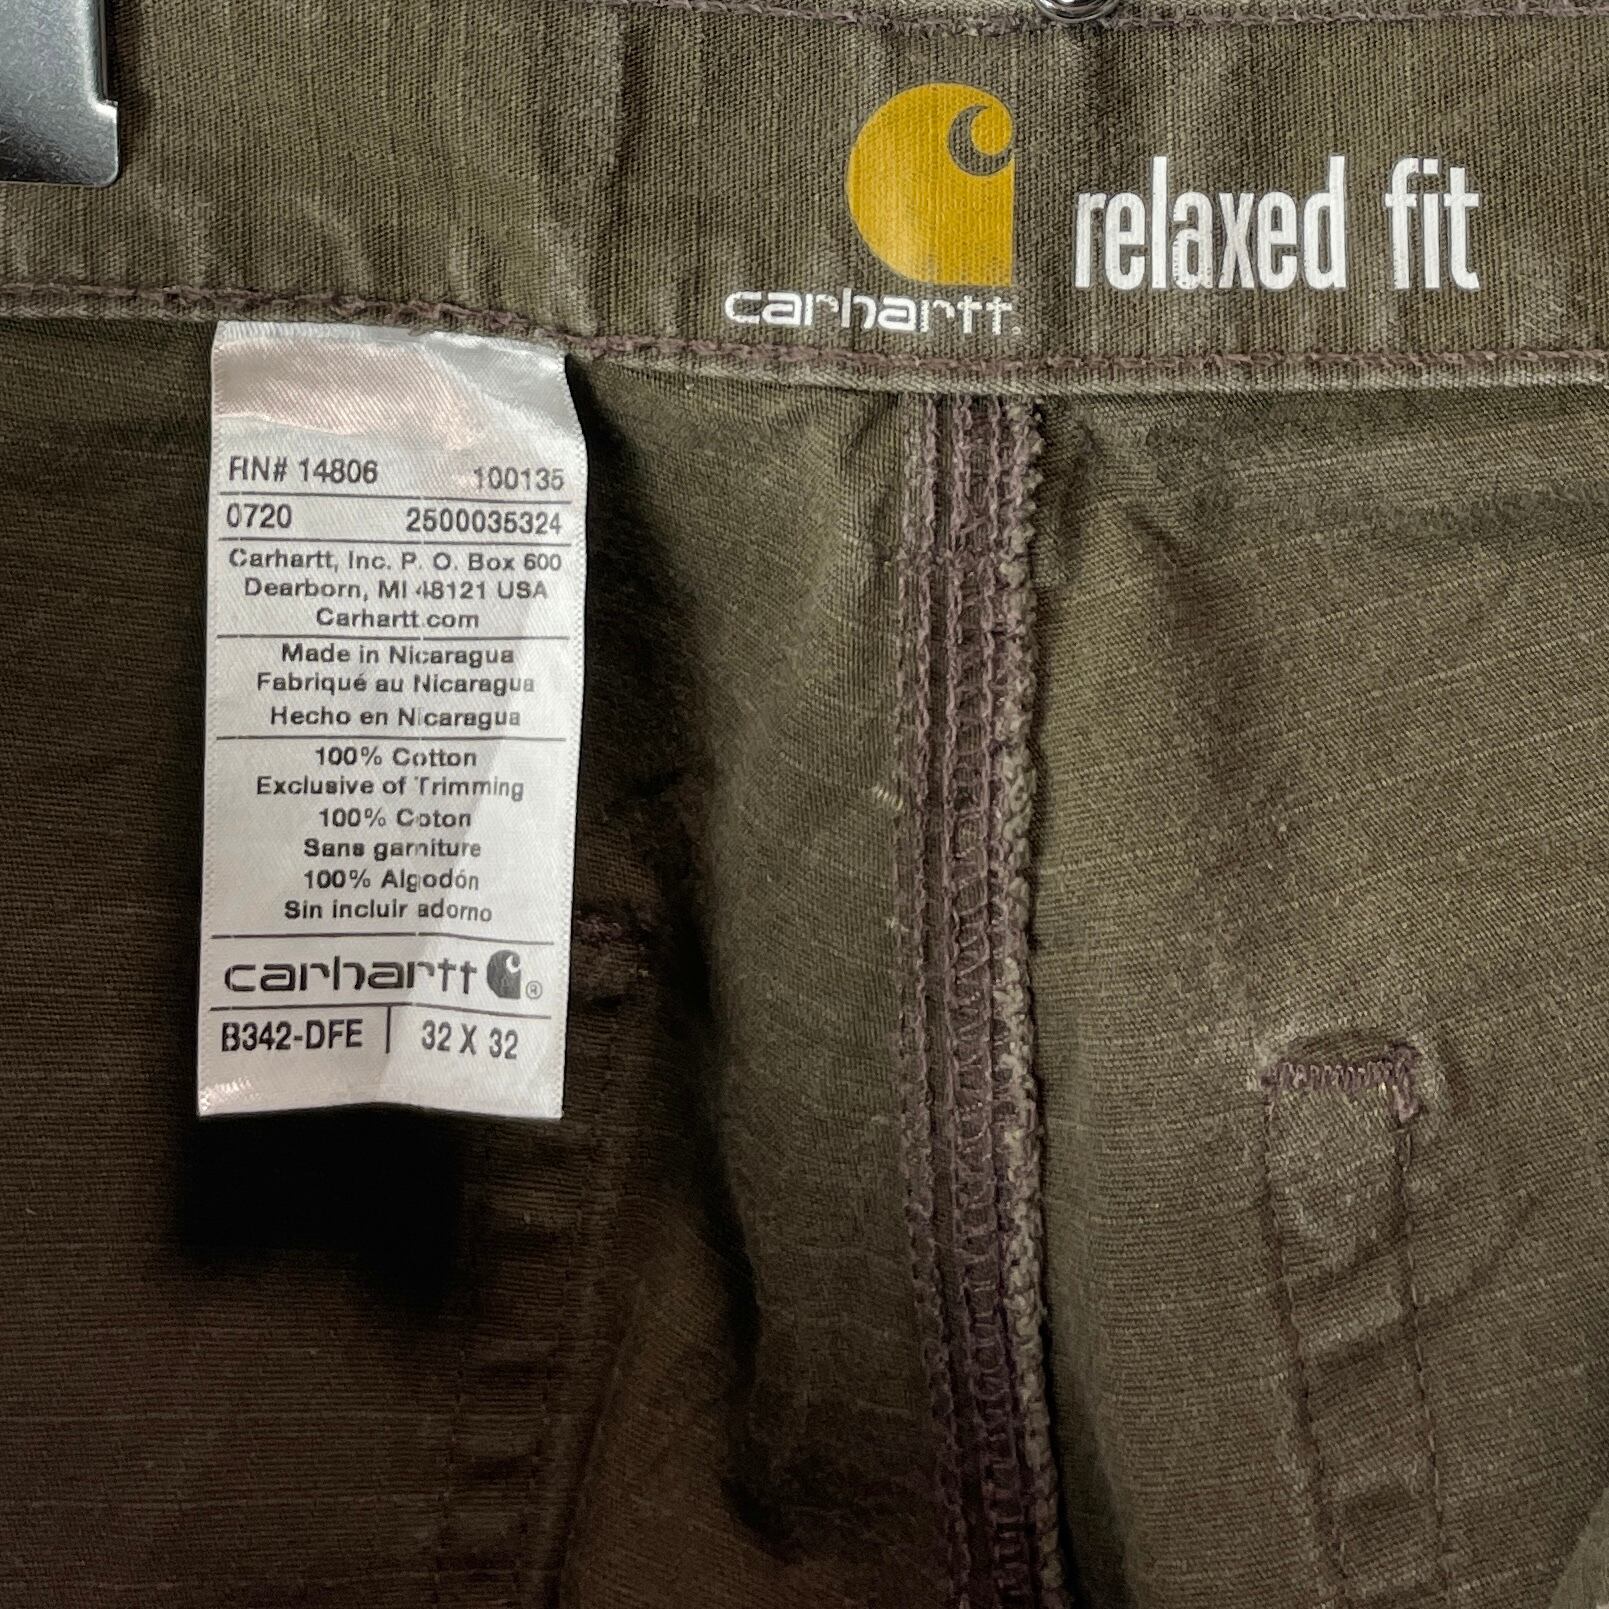 carhartt
relaxed fit
RN# 14806 100135
0720 2500035324
Carhartt, Inc. P. O. Box 600
Dearborn, MI 48121 USA
Carhartt.com
Made in Nicaragua
Fabriqué au Nicaragua
Hecho en Nicaragua
100% Cotton
Exclusive of Trimming
100% Coton
Sans garniture
100% Algodón
Sin incluir adorno
carhartt ®
B342-DFE | 32 X 32